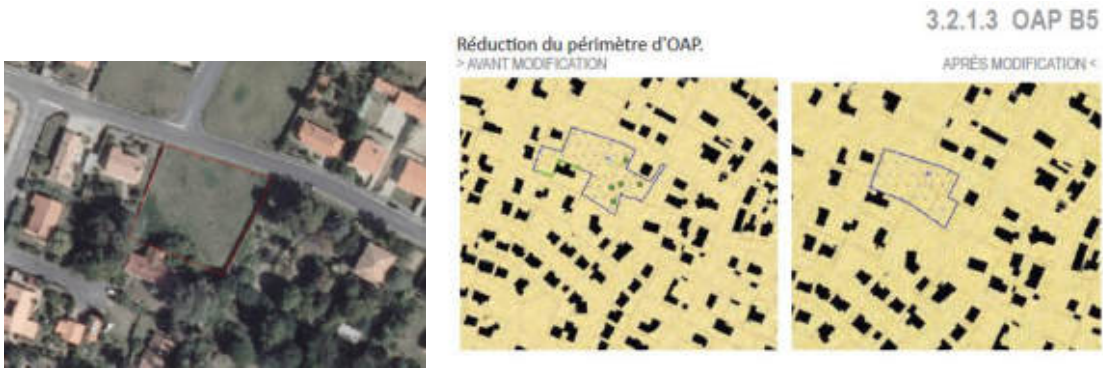 3.2.1.3 OAP B5
Réduction du périmètre d'OAP.
> AVANT MODIFICATION
APRÈS MODIFICATION <